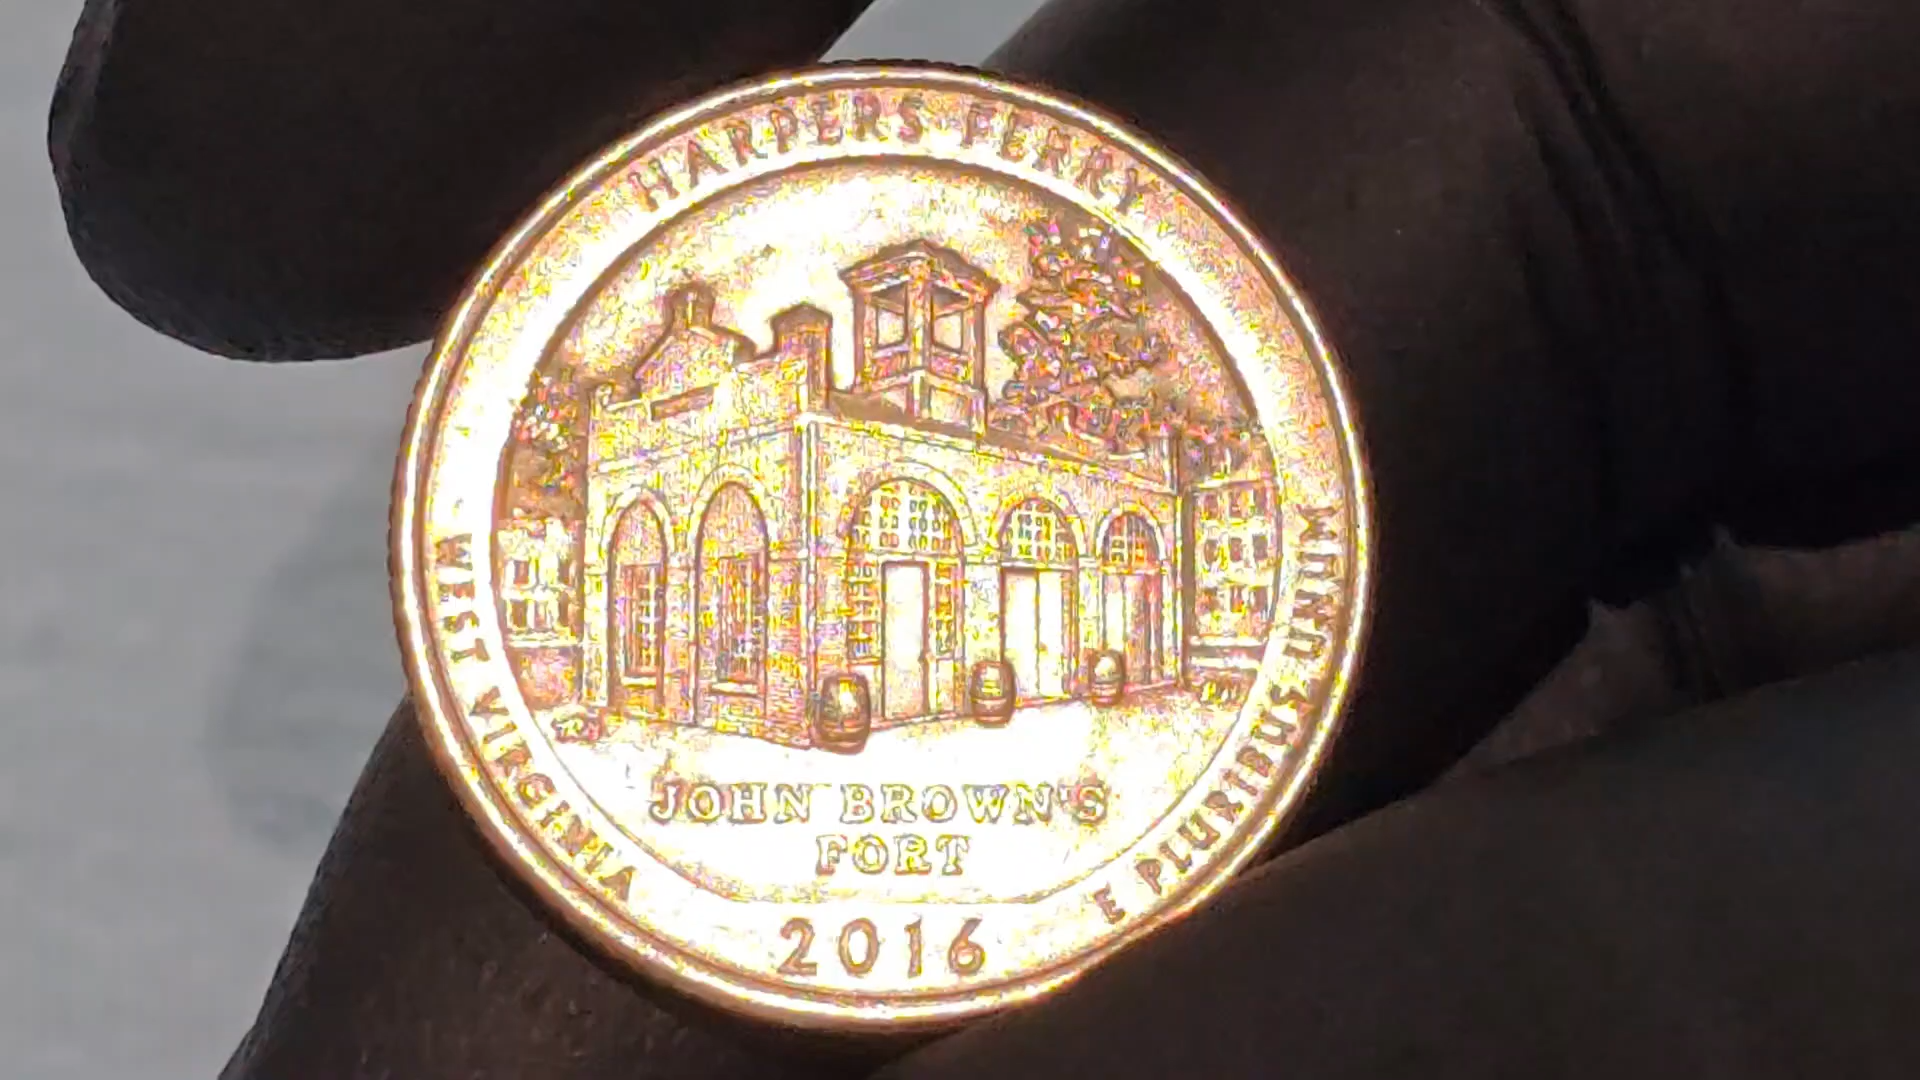 HARPERS FERRY
WEST VIRGINIA
JOHN BROWN'S
FORT
2016
E PLURIBUS UNUM